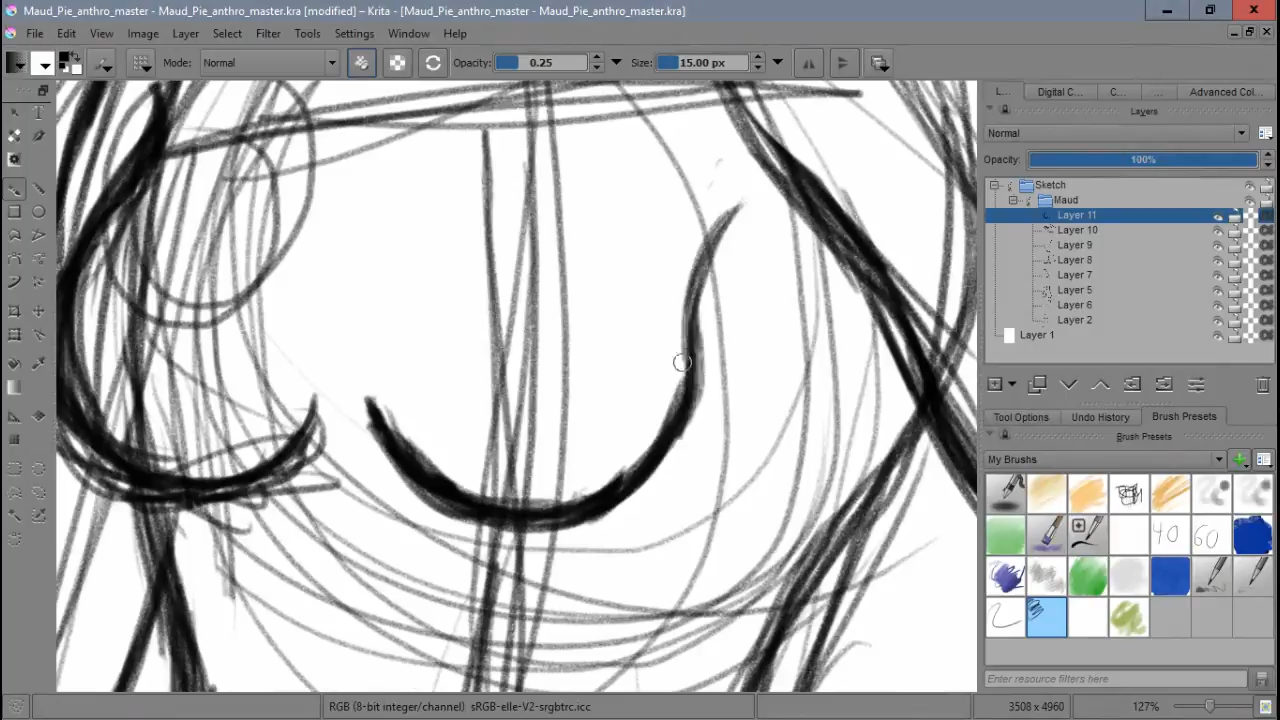 Maud_Pie_anthro_master - Maud_Pie_anthro_master.kra [modified] – Krita - [Maud_Pie_anthro_master - Maud_Pie_anthro_master.kra]
File Edit View Image Layer Select Filter Tools Settings Window Help
Mode: Normal Opacity: 0.25 Size: 15.00 px
L... Digital C... C... ... Advanced Col...
Layers
Normal
Opacity: 100%
Sketch
Maud
Layer 11
Layer 10
Layer 9
Layer 8
Layer 7
Layer 5
Layer 6
Layer 2
Layer 1
Tool Options Undo History Brush Presets
Brush Presets
My Brushes
40 60
Enter resource filters here
RGB (8-bit integer/channel) sRGB-elle-V2-srgbtrc.icc 3508 x 4960 127%